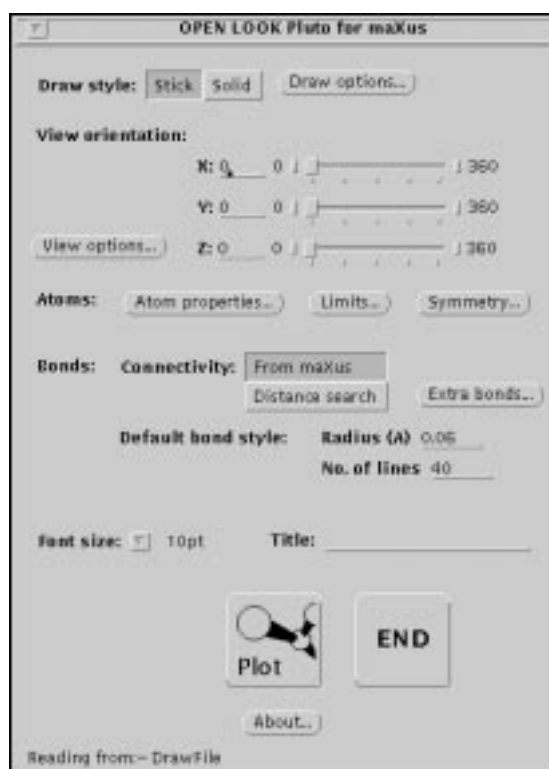 OPEN LOOK Pluto for maXus
Draw style: Stick Solid Draw options...
View orientation:
X: 0 0 360
Y: 0 0 360
View options... Z: 0 0 360
Atoms: Atom properties... Limits... Symmetry...
Bonds: Connectivity: From maXus
Distance search Extra bonds...
Default bond style: Radius (A) 0.06
No. of lines 40
Font size: 10pt Title:
Plot
END
About...
Reading from:- DrawFile